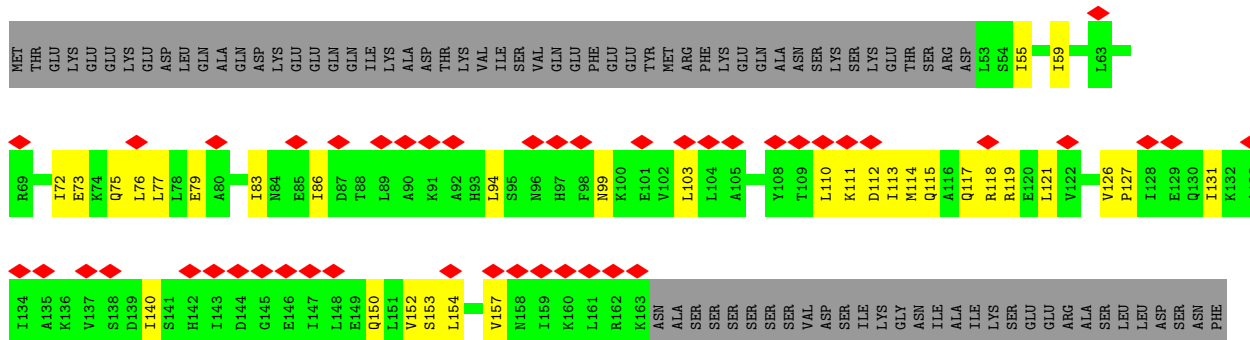 MET THR GLU LYS GLU GLU LYS GLU ASP LEU GLN ALA GLN ASP LYS GLU GLU GLN GLN ILE LYS ALA ASP THR LYS VAL ILE SER VAL GLN GLU PHE GLU GLU TYR MET ARG PHE LYS GLU GLN ALA ASN SER LYS SER LYS GLU THR SER ARG ASP L53 S54 I55 I59 L63
R69 I72 E73 K74 Q75 L76 L77 L78 E79 A80 I83 N84 E85 I86 D87 T88 L89 A90 K91 A92 H93 L94 S95 N96 H97 F98 N99 K100 E101 V102 L103 L104 A105 Y108 T109 L110 K111 D112 I113 M114 Q115 A116 Q117 R118 R119 E120 L121 V122 V126 P127 I128 E129 Q130 I131 K132
I134 A135 K136 V137 S138 D139 I140 S141 H142 I143 D144 G145 E146 I147 L148 E149 Q150 L151 V152 S153 L154 V157 N158 I159 K160 L161 R162 K163 ASN ALA SER SER SER SER SER SER VAL ASP SER ILE LYS GLY ASN ILE ALA ILE LYS SER GLU GLU ARG ALA SER LEU LEU ASP SER ASN PHE